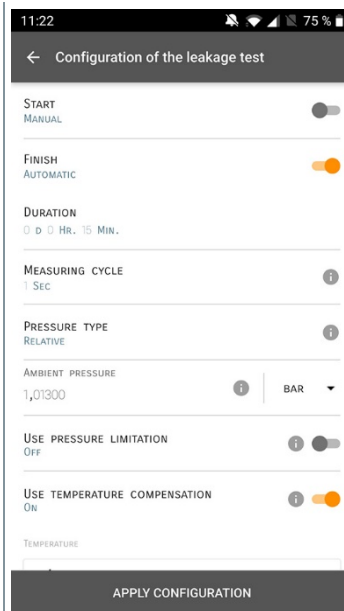 11:22 75 %
Configuration of the leakage test
START
MANUAL
FINISH
AUTOMATIC
DURATION
0 D 0 HR. 15 MIN.
MEASURING CYCLE
1 SEC
PRESSURE TYPE
RELATIVE
AMBIENT PRESSURE
1,01300 BAR
USE PRESSURE LIMITATION
OFF
USE TEMPERATURE COMPENSATION
ON
TEMPERATURE
APPLY CONFIGURATION